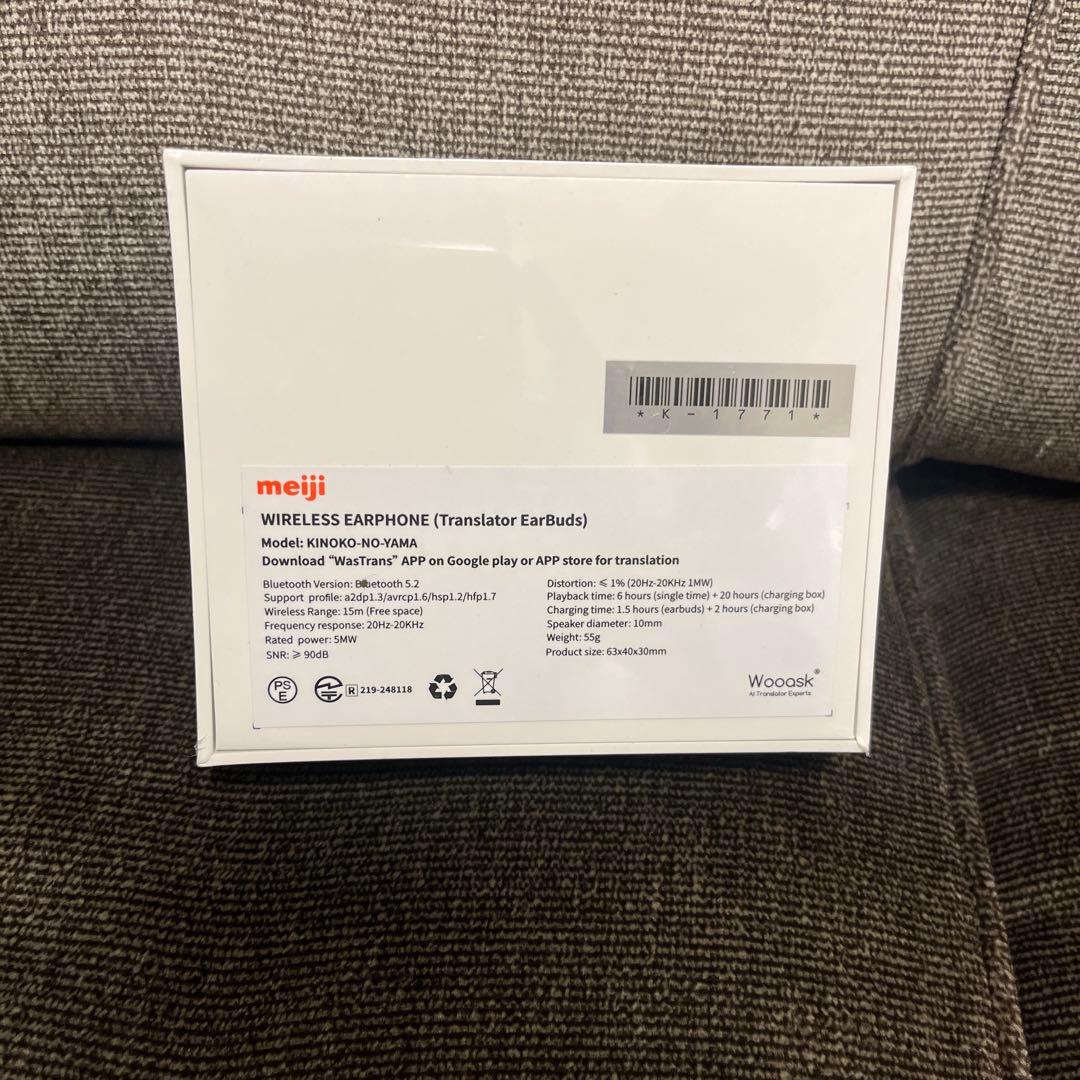 *K-1771*
meiji
WIRELESS EARPHONE (Translator EarBuds)
Model: KINOKO-NO-YAMA
Download “WasTrans” APP on Google play or APP store for translation
Bluetooth Version: Bluetooth 5.2
Support profile: a2dp1.3/avrcp1.6/hsp1.2/hfp1.7
Wireless Range: 15m (Free space)
Frequency response: 20Hz-20KHz
Rated power: 5MW
SNR: ≥ 90dB
Distortion: ≤ 1% (20Hz-20KHz 1MW)
Playback time: 6 hours (single time) + 20 hours (charging box)
Charging time: 1.5 hours (earbuds) + 2 hours (charging box)
Speaker diameter: 10mm
Weight: 55g
Product size: 63x40x30mm
PS
E
R 219-248118
Wooask®
AI Translator Experts